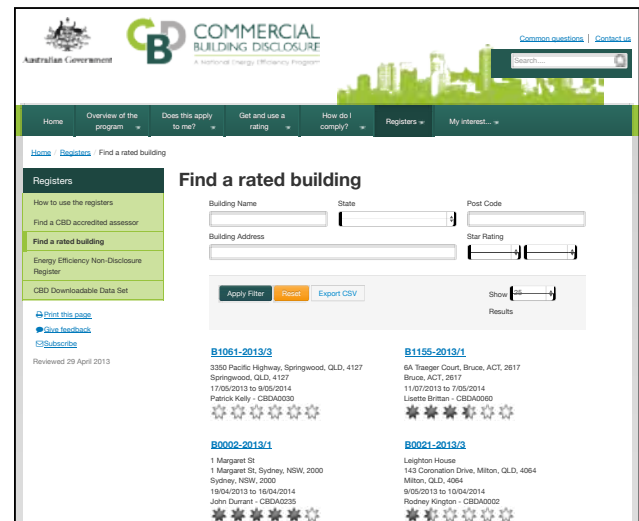 Australian Government
CBD
COMMERCIAL
BUILDING DISCLOSURE
A National Energy Efficiency Program
Common questions | Contact us
Search....
Home
Overview of the program
Does this apply to me?
Get and use a rating
How do I comply?
Registers
My interest...
Home / Registers / Find a rated building
Registers
How to use the registers
Find a CBD accredited assessor
Find a rated building
Energy Efficiency Non-Disclosure
Register
CBD Downloadable Data Set
Print this page
Give feedback
Subscribe
Reviewed 29 April 2013
Find a rated building
Building Name
State
Post Code
Building Address
Star Rating
Apply Filter
Reset
Export CSV
Show 25
Results
B1061-2013/3
3350 Pacific Highway, Springwood, QLD, 4127
Springwood, QLD, 4127
17/05/2013 to 9/05/2014
Patrick Kelly - CBDA0030
B1155-2013/1
6A Traeger Court, Bruce, ACT, 2617
Bruce, ACT, 2617
11/07/2013 to 7/05/2014
Lisette Brittan - CBDA0060
B0002-2013/1
1 Margaret St
1 Margaret St, Sydney, NSW, 2000
Sydney, NSW, 2000
19/04/2013 to 16/04/2014
John Durrant - CBDA0235
B0021-2013/3
Leighton House
143 Coronation Drive, Milton, QLD, 4064
Milton, QLD, 4064
9/05/2013 to 10/04/2014
Rodney Kington - CBDA0002